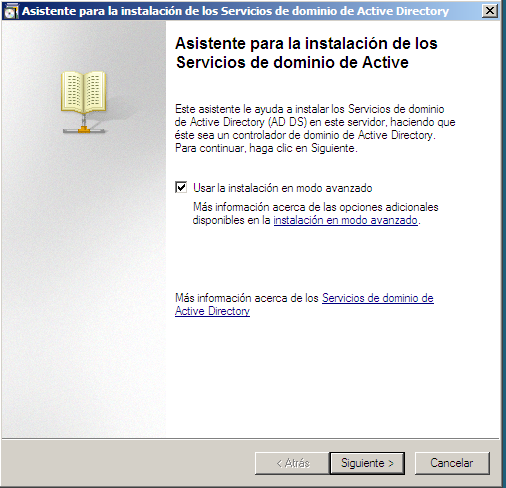 Asistente para la instalación de los Servicios de dominio de Active Directory
Asistente para la instalación de los
Servicios de dominio de Active
Este asistente le ayuda a instalar los Servicios de dominio
de Active Directory (AD DS) en este servidor, haciendo que
éste sea un controlador de dominio de Active Directory.
Para continuar, haga clic en Siguiente.
Usar la instalación en modo avanzado
Más información acerca de las opciones adicionales
disponibles en la instalación en modo avanzado.
Más información acerca de los Servicios de dominio de
Active Directory
< Atrás
Siguiente >
Cancelar